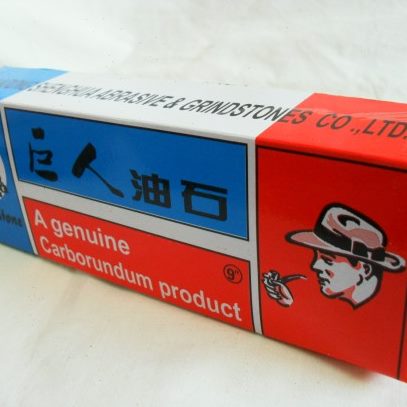 SHENGHUA ABRASIVE & GRINDSTONES CO.,LTD.
巨人油石
A genuine
Carborundum product
9"